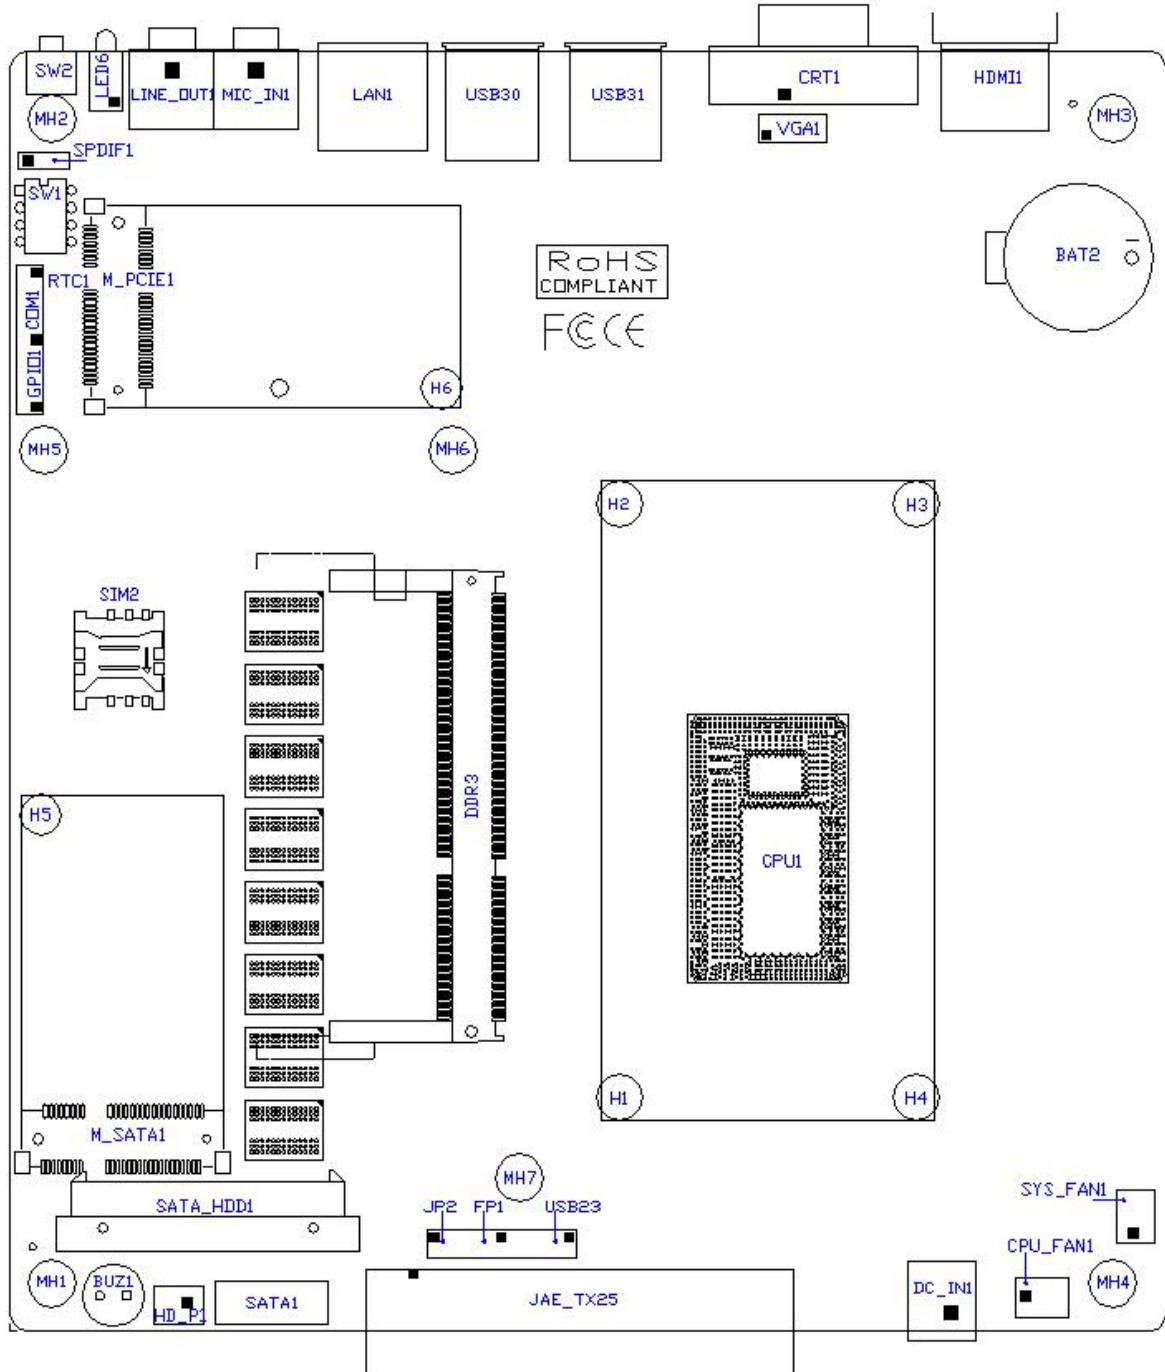 SW2
LED6
LINE_OUT1
MIC_IN1
LAN1
USB30
USB31
CRT1
HDMI1
MH2
VGA1
MH3
SPDIF1
SW1
RTC1
M_PCIE1
COM1
GPIO1
RoHS
COMPLIANT
FC CE
BAT2
H6
MH5
MH6
H2
H3
SIM2
DDR3
H5
CPU1
H1
H4
M_SATA1
MH7
SATA_HDD1
JP2
FP1
USB23
SYS_FAN1
CPU_FAN1
MH1
BUZ1
HD_P1
SATA1
JAE_TX25
DC_IN1
MH4